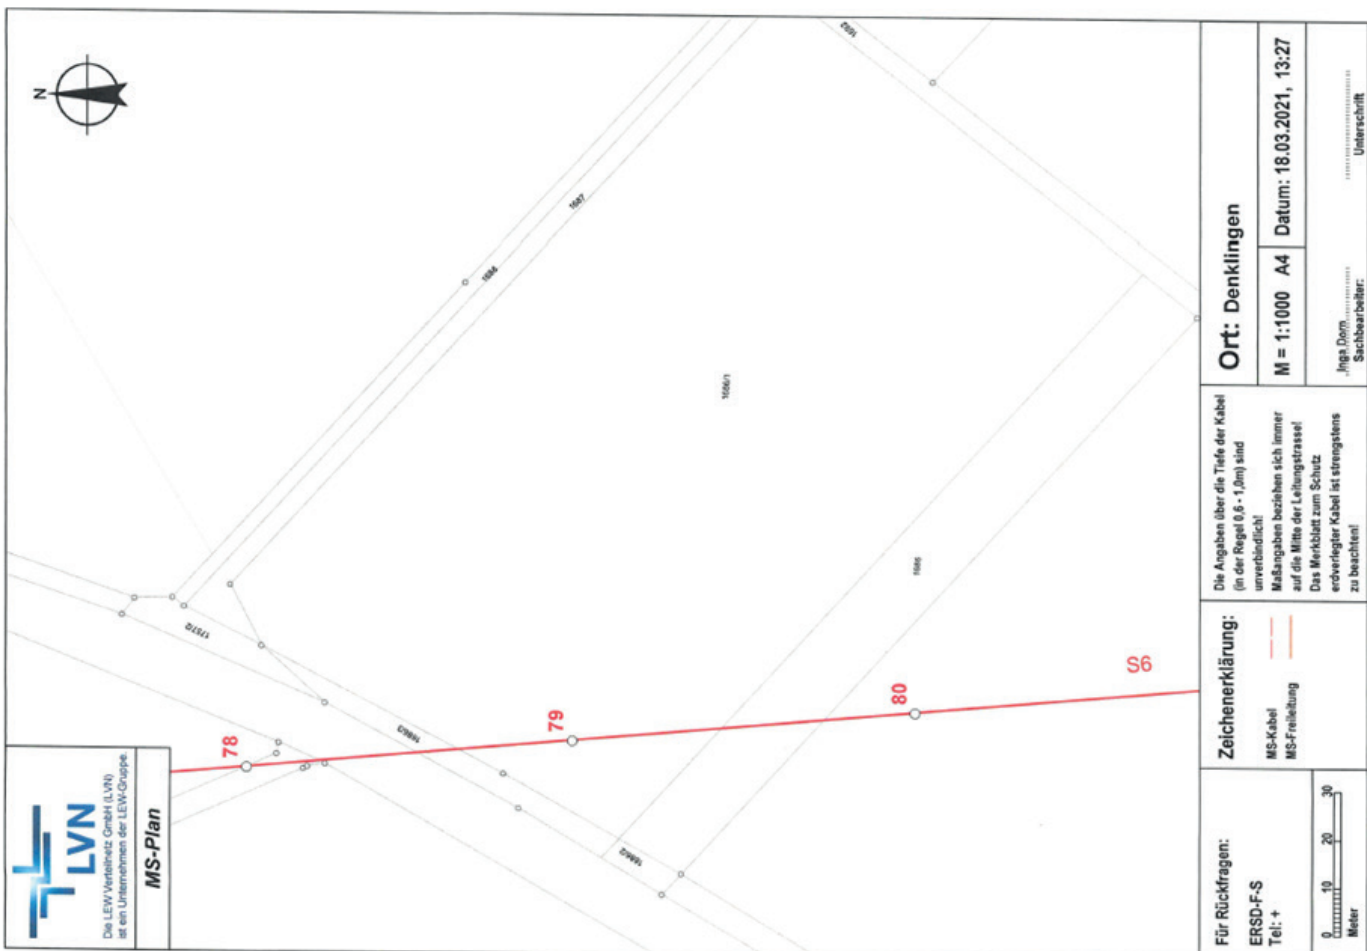 LVN
Die LEW Verteilnetz GmbH (LVN)
ist ein Unternehmen der LEW-Gruppe.
MS-Plan
N
78
79
80
S6
1757/2
1686/3
1686/2
1686
1687
1686/1
1686
1692
Für Rückfragen:
ERSD-F-S
Tel: +
0 10 20 30
Meter
Zeichenerklärung:
MS-Kabel
MS-Freileitung
Die Angaben über die Tiefe der Kabel
(in der Regel 0,6 - 1,0m) sind
unverbindlich!
Maßangaben beziehen sich immer
auf die Mitte der Leitungstrasse!
Das Merkblatt zum Schutz
erdverlegter Kabel ist strengstens
zu beachten!
Ort: Denklingen
M = 1:1000 A4 Datum: 18.03.2021, 13:27
Inga Dorn
Sachbearbeiter: Unterschrift